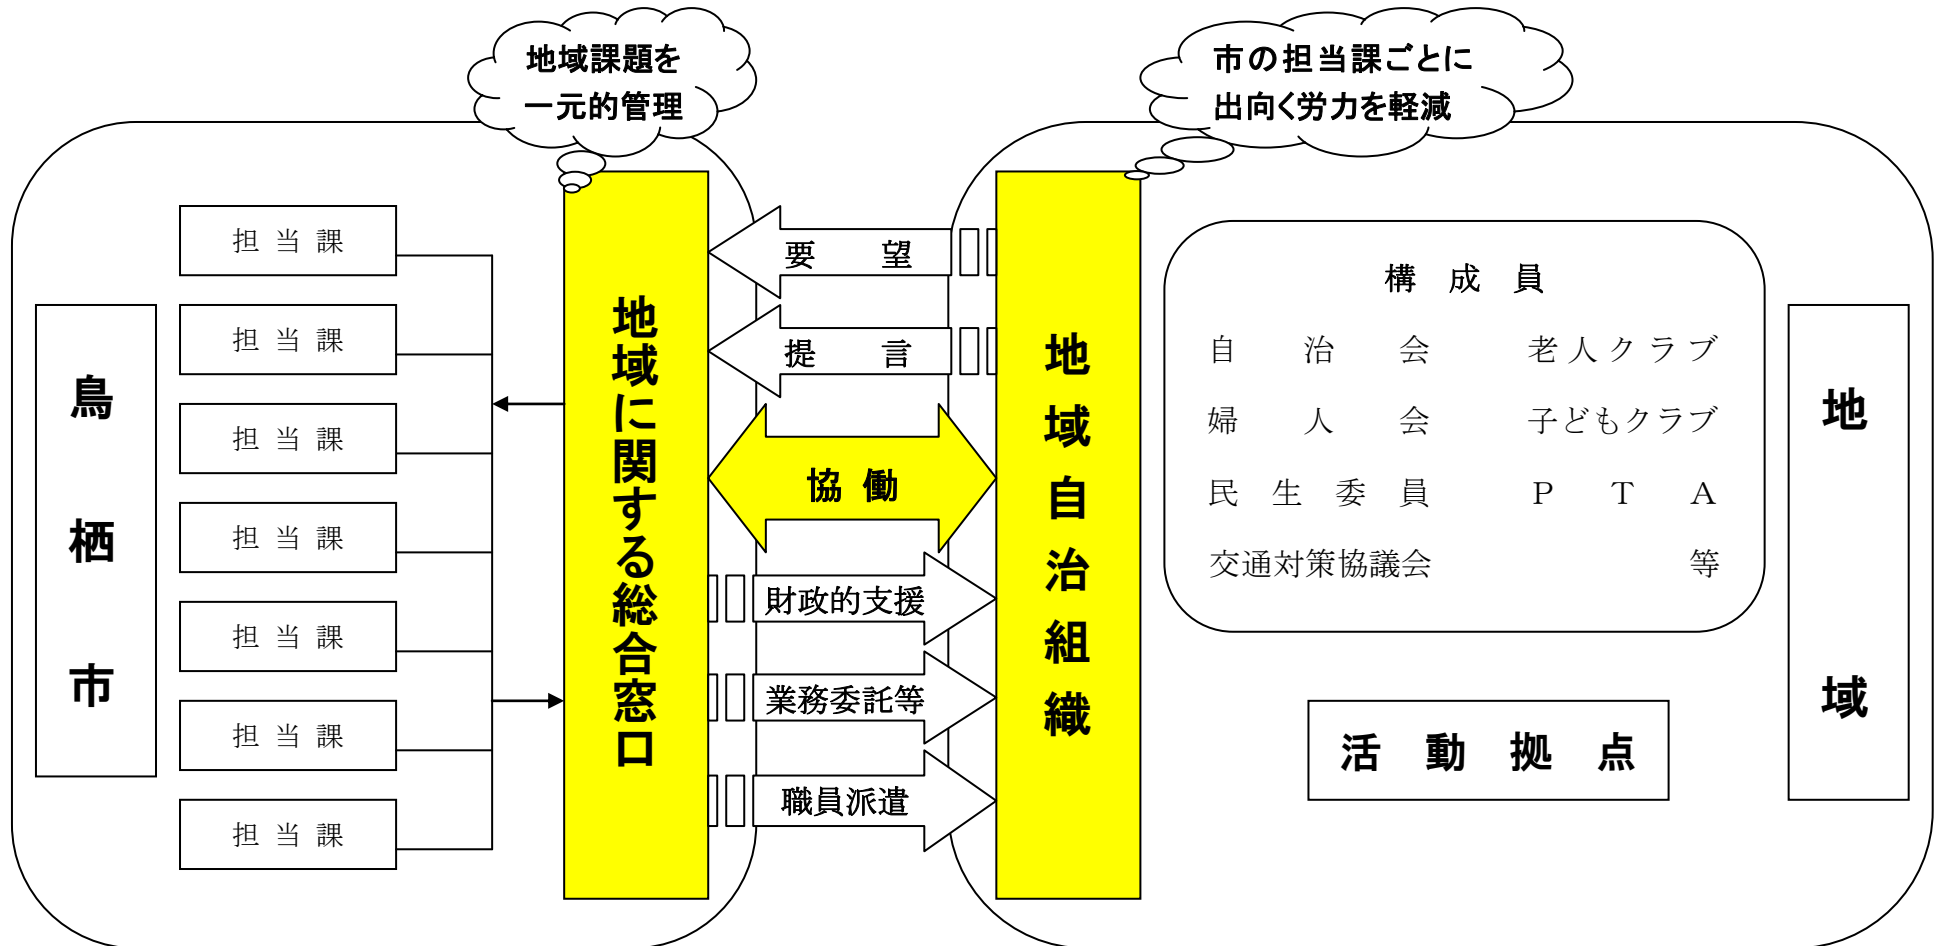 地域課題を
一元的管理
市の担当課ごとに
出向く労力を軽減
鳥栖市
担当課
担当課
担当課
担当課
担当課
担当課
担当課
地域に関する総合窓口
要望
提言
協働
財政的支援
業務委託等
職員派遣
地域自治組織
構成員
自治会 老人クラブ
婦人会 子どもクラブ
民生委員 ＰＴＡ
交通対策協議会 等
活動拠点
地域